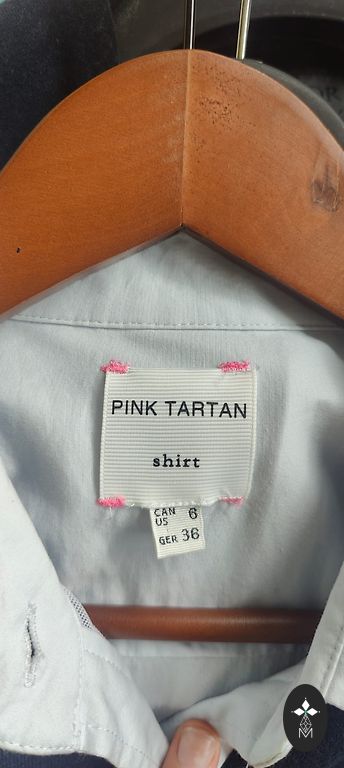 PINK TARTAN
shirt
CAN 6
US
GER 36
M